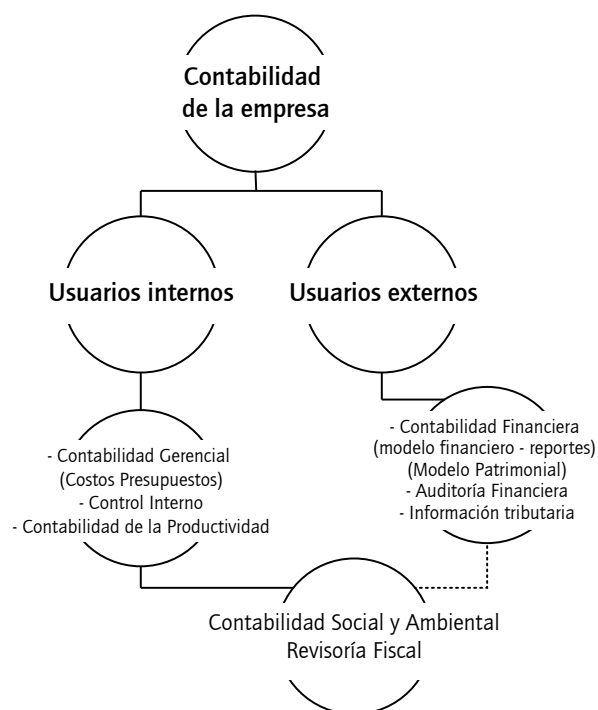 Contabilidad
de la empresa
Usuarios internos
Usuarios externos
- Contabilidad Gerencial
(Costos Presupuestos)
- Control Interno
- Contabilidad de la Productividad
- Contabilidad Financiera
(modelo financiero - reportes)
(Modelo Patrimonial)
- Auditoría Financiera
- Información tributaria
Contabilidad Social y Ambiental
Revisoría Fiscal